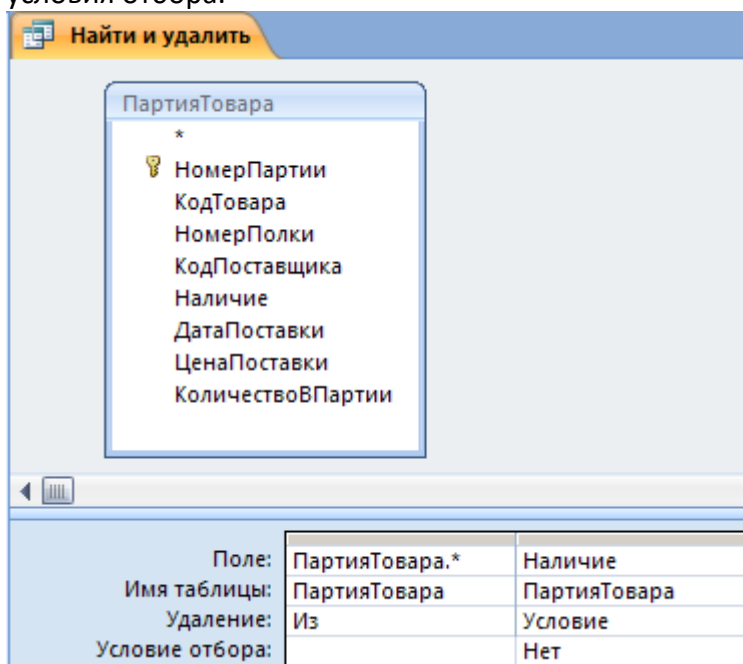 условия отбора.
Найти и удалить
ПартияТовара
*
НомерПартии
КодТовара
НомерПолки
КодПоставщика
Наличие
ДатаПоставки
ЦенаПоставки
КоличествоВПартии
Поле: ПартияТовара.* Наличие
Имя таблицы: ПартияТовара ПартияТовара
Удаление: Из Условие
Условие отбора: Нет